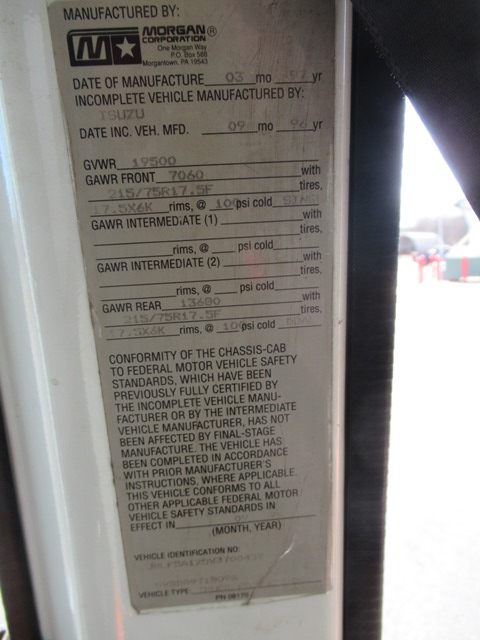 MANUFACTURED BY:
MORGAN®
CORPORATION
One Morgan Way
P.O. Box 588
Morgantown, PA 19543
DATE OF MANUFACTURE 03 mo 97 yr
INCOMPLETE VEHICLE MANUFACTURED BY:
ISUZU
DATE INC. VEH. MFD. 09 mo 96 yr
GVWR 19500
GAWR FRONT 7060 with
215/75R17.5F tires,
17.5X6K rims, @ 100 psi cold
GAWR INTERMEDIATE (1) with
tires,
rims, @ psi cold
GAWR INTERMEDIATE (2) with
tires,
rims, @ psi cold
GAWR REAR 13680 with
215/75R17.5F tires,
17.5X6K rims, @ 100 psi cold
CONFORMITY OF THE CHASSIS-CAB
TO FEDERAL MOTOR VEHICLE SAFETY
STANDARDS, WHICH HAVE BEEN
PREVIOUSLY FULLY CERTIFIED BY
THE INCOMPLETE VEHICLE MANU-
FACTURER OR BY THE INTERMEDIATE
VEHICLE MANUFACTURER, HAS NOT
BEEN AFFECTED BY FINAL-STAGE
MANUFACTURE. THE VEHICLE HAS
BEEN COMPLETED IN ACCORDANCE
WITH PRIOR MANUFACTURER'S
INSTRUCTIONS, WHERE APPLICABLE.
THIS VEHICLE CONFORMS TO ALL
OTHER APPLICABLE FEDERAL MOTOR
VEHICLE SAFETY STANDARDS IN
EFFECT IN
(MONTH, YEAR)
VEHICLE IDENTIFICATION NO:
VEHICLE TYPE: